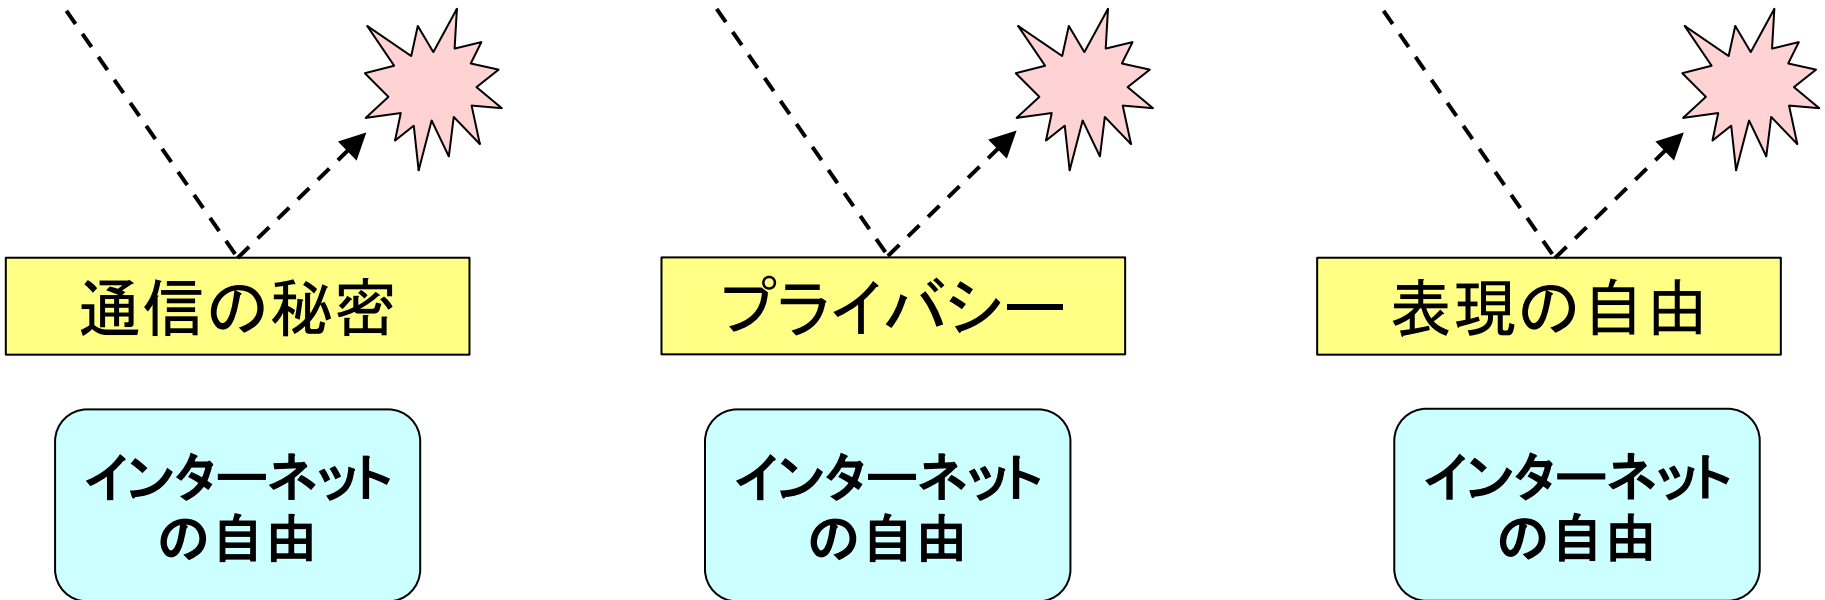 通信の秘密
プライバシー
表現の自由
インターネット
の自由
インターネット
の自由
インターネット
の自由